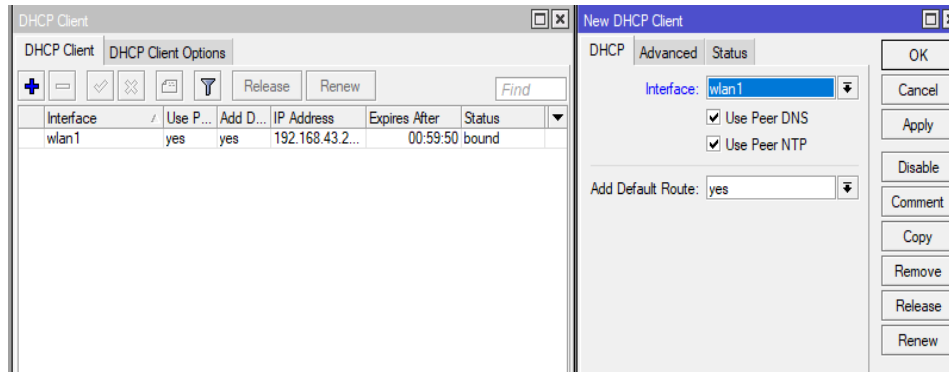 DHCP Client
DHCP Client DHCP Client Options
Release Renew Find
Interface Use P... Add D... IP Address Expires After Status
wlan1 yes yes 192.168.43.2... 00:59:50 bound
New DHCP Client
DHCP Advanced Status
Interface: wlan1
Use Peer DNS
Use Peer NTP
Add Default Route: yes
OK
Cancel
Apply
Disable
Comment
Copy
Remove
Release
Renew